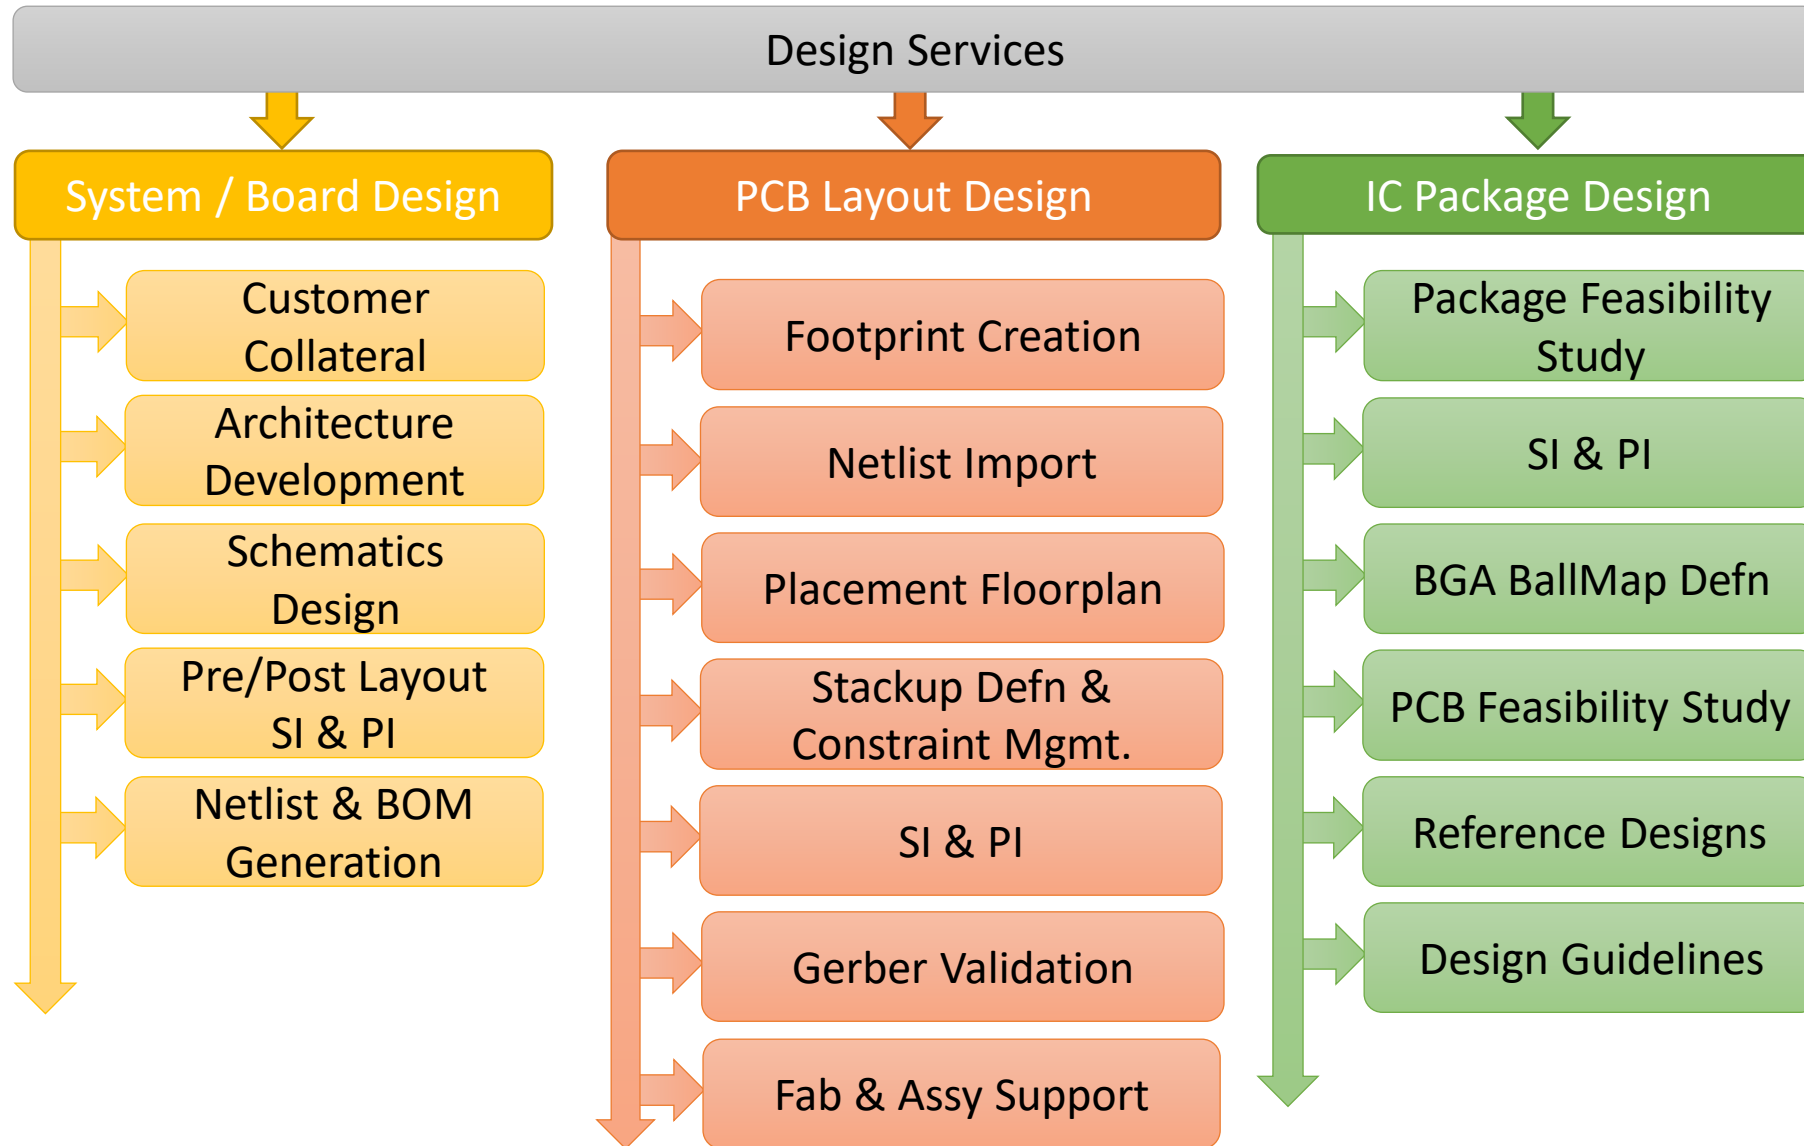 Design Services
System / Board Design
Customer
Collateral
Architecture
Development
Schematics
Design
Pre/Post Layout
SI & PI
Netlist & BOM
Generation
PCB Layout Design
Footprint Creation
Netlist Import
Placement Floorplan
Stackup Defn &
Constraint Mgmt.
SI & PI
Gerber Validation
Fab & Assy Support
IC Package Design
Package Feasibility
Study
SI & PI
BGA BallMap Defn
PCB Feasibility Study
Reference Designs
Design Guidelines